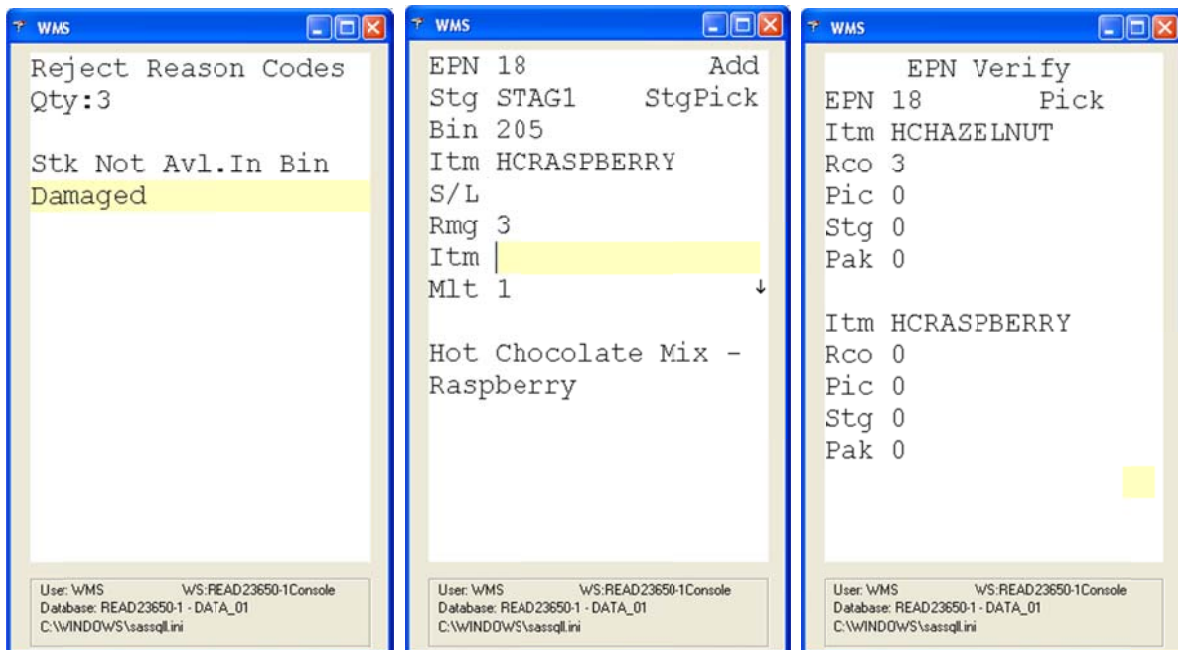 WMS
Reject Reason Codes
Qty:3
Stk Not Avl.In Bin
Damaged
User: WMS WS:READ23650-1Console
Database: READ23650-1 - DATA_01
C:\WINDOWS\sassqll.ini
WMS
EPN 18 Add
Stg STAG1 StgPick
Bin 205
Itm HCRASPBERRY
S/L
Rmg 3
Itm
Mlt 1 ↓
Hot Chocolate Mix -
Raspberry
User: WMS WS:READ23650-1Console
Database: READ23650-1 - DATA_01
C:\WINDOWS\sassqll.ini
WMS
EPN Verify
EPN 18 Pick
Itm HCHAZELNUT
Rco 3
Pic 0
Stg 0
Pak 0
Itm HCRASPBERRY
Rco 0
Pic 0
Stg 0
Pak 0
User: WMS WS:READ23650-1Console
Database: READ23650-1 - DATA_01
C:\WINDOWS\sassqll.ini